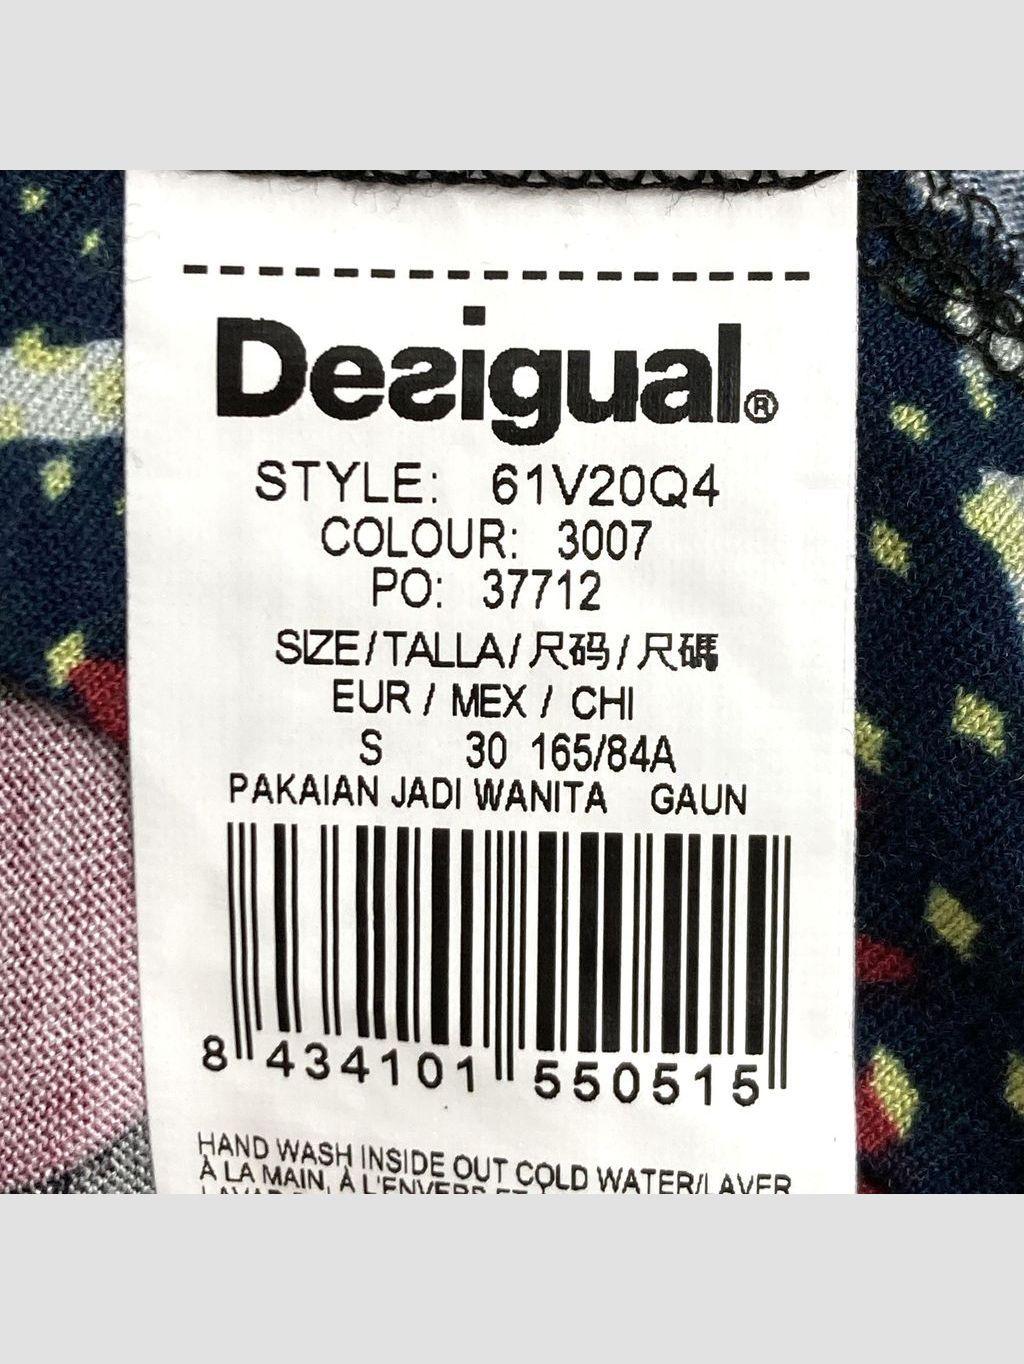 Desigual®
STYLE: 61V20Q4
COLOUR: 3007
PO: 37712
SIZE/TALLA/尺码/尺碼
EUR / MEX / CHI
S 30 165/84A
PAKAIAN JADI WANITA GAUN
8 434101 550515
HAND WASH INSIDE OUT COLD WATER/LAVER
À LA MAIN, À L'ENVERS ET